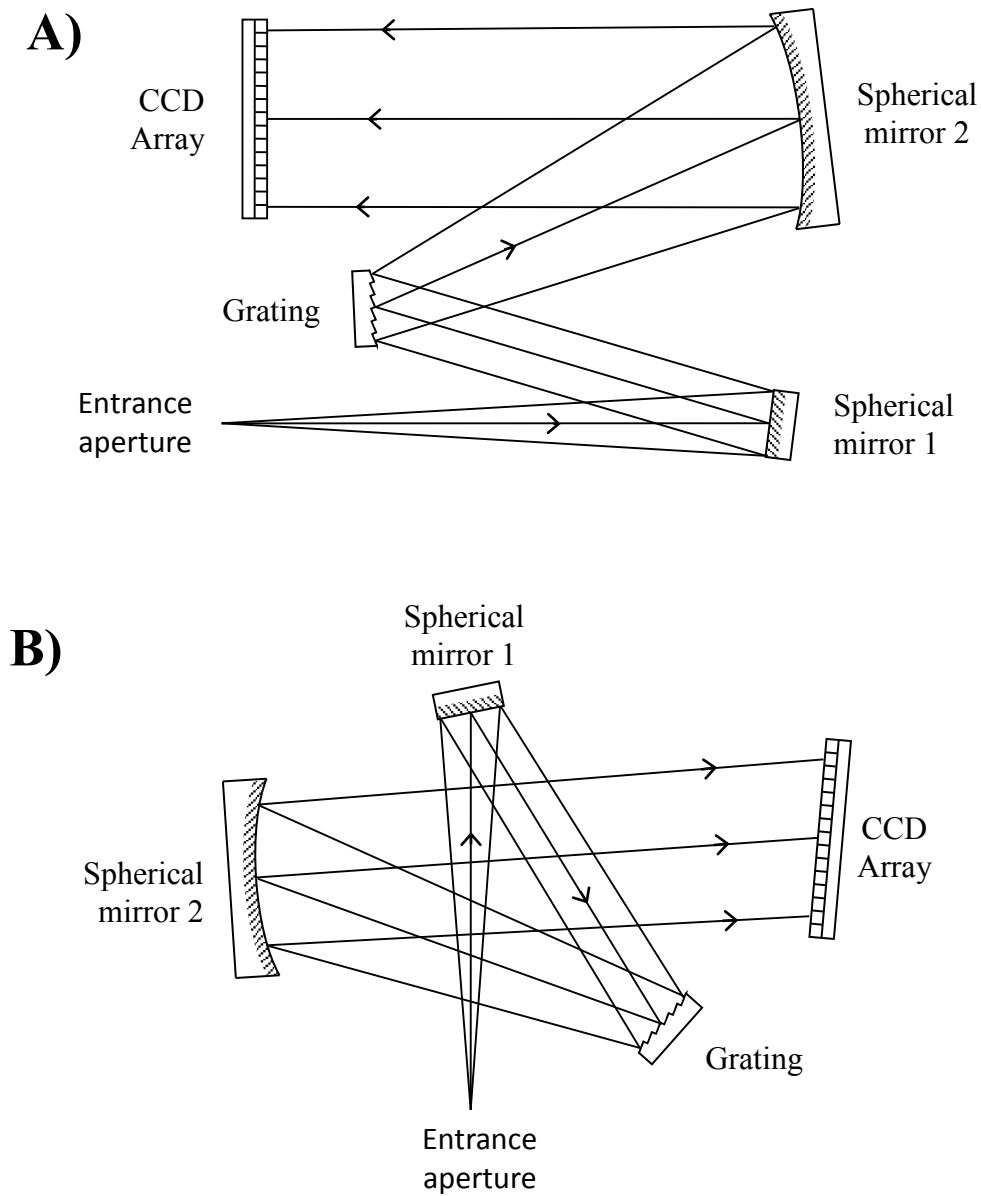 A)
CCD
Array
Spherical
mirror 2
Grating
Entrance
aperture
Spherical
mirror 1
B)
Spherical
mirror 1
Spherical
mirror 2
CCD
Array
Grating
Entrance
aperture